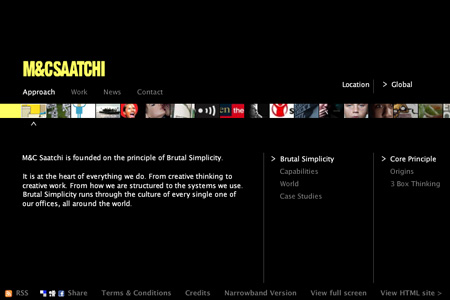 M&CSAATCHI
Location > Global
Approach Work News Contact
the
M&C Saatchi is founded on the principle of Brutal Simplicity.
It is at the heart of everything we do. From creative thinking to
creative work. From how we are structured to the systems we use.
Brutal Simplicity runs through the culture of every single one of
our offices, all around the world.
> Brutal Simplicity
Capabilities
World
Case Studies
> Core Principle
Origins
3 Box Thinking
RSS Share Terms & Conditions Credits Narrowband Version View full screen View HTML site >